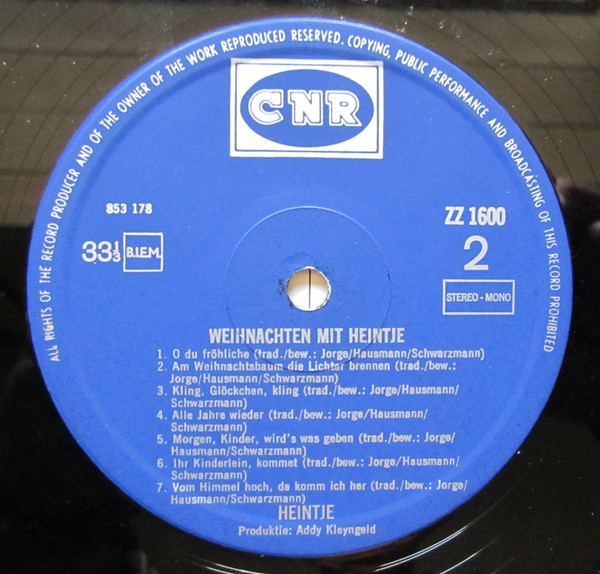 ALL RIGHTS OF THE RECORD PRODUCER AND OF THE OWNER OF THE WORK REPRODUCED RESERVED. COPYING, PUBLIC PERFORMANCE AND BROADCASTING OF THIS RECORD PROHIBITED
CNR
853 178
ZZ 1600
33⅓ B.I.E.M.
2
STEREO - MONO
WEIHNACHTEN MIT HEINTJE
1. O du fröhliche (trad./bew.: Jorge/Hausmann/Schwarzmann)
2. Am Weihnachtsbaum die Lichter brennen (trad./bew.:
Jorge/Hausmann/Schwarzmann)
3. Kling, Glöckchen, kling (trad./bew.: Jorge/Hausmann/
Schwarzmann)
4. Alle Jahre wieder (trad./bew.: Jorge/Hausmann/
Schwarzmann)
5. Morgen, Kinder, wird's was geben (trad./bew.: Jorge/
Hausmann/Schwarzmann)
6. Ihr Kinderlein, kommet (trad./bew.: Jorge/Hausmann/
Schwarzmann)
7. Vom Himmel hoch, da komm ich her (trad./bew.: Jorge/
Hausmann/Schwarzmann)
HEINTJE
Produktie: Addy Kleyngeld